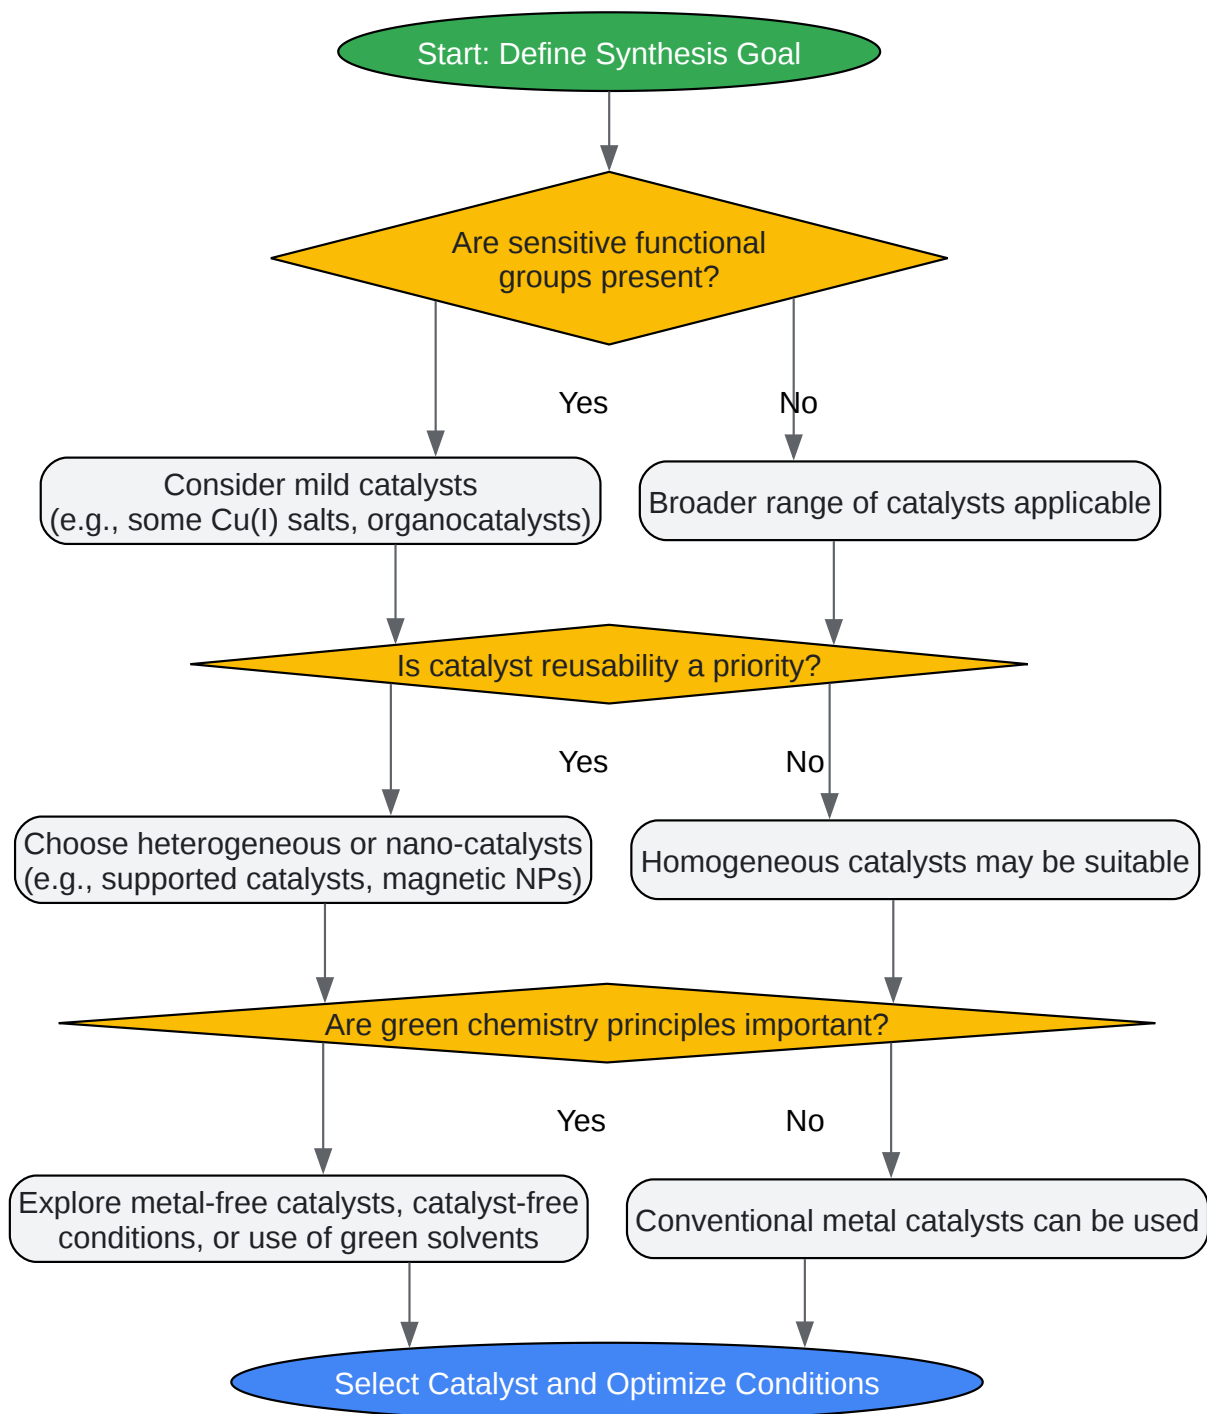 Start: Define Synthesis Goal
Are sensitive functional
groups present?
Yes
No
Consider mild catalysts
(e.g., some Cu(I) salts, organocatalysts)
Broader range of catalysts applicable
Is catalyst reusability a priority?
Yes
No
Choose heterogeneous or nano-catalysts
(e.g., supported catalysts, magnetic NPs)
Homogeneous catalysts may be suitable
Are green chemistry principles important?
Yes
No
Explore metal-free catalysts, catalyst-free
conditions, or use of green solvents
Conventional metal catalysts can be used
Select Catalyst and Optimize Conditions